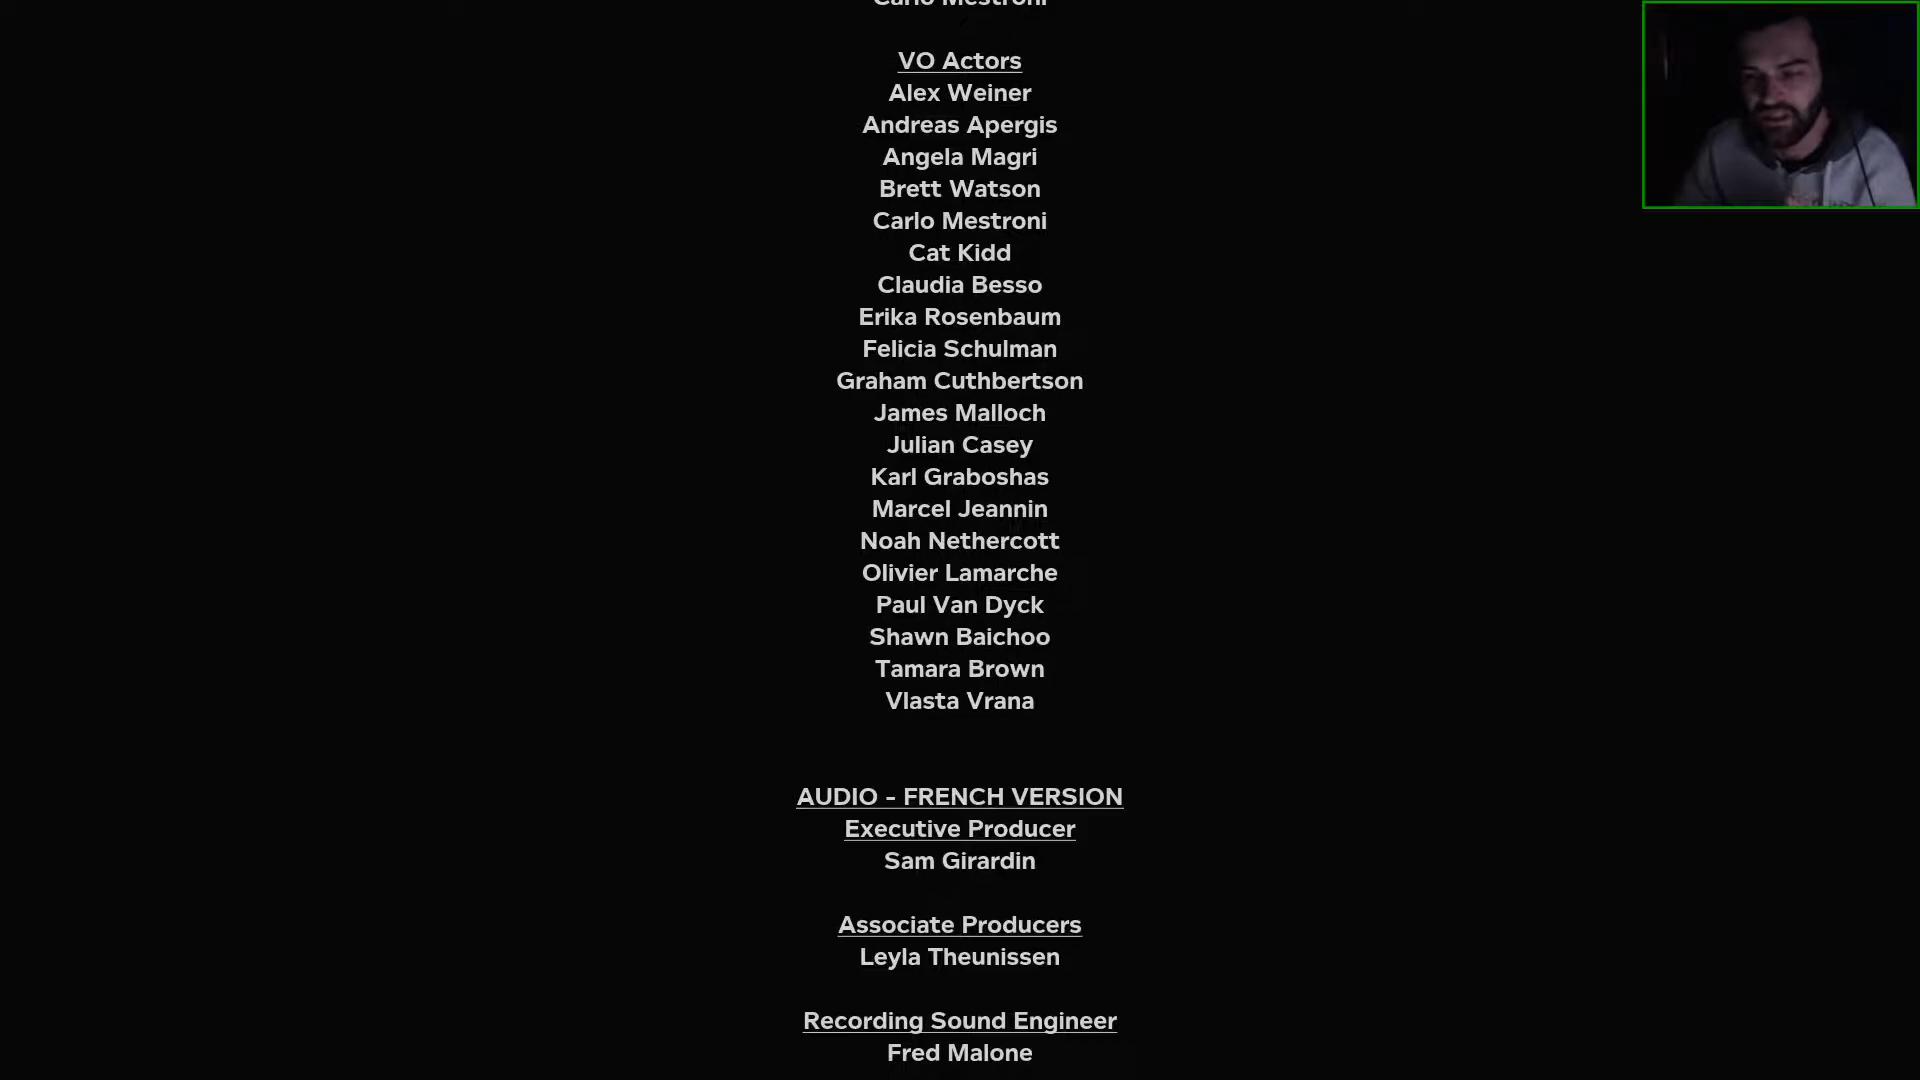 Carlo Mestroni
VO Actors
Alex Weiner
Andreas Apergis
Angela Magri
Brett Watson
Carlo Mestroni
Cat Kidd
Claudia Besso
Erika Rosenbaum
Felicia Schulman
Graham Cuthbertson
James Malloch
Julian Casey
Karl Graboshas
Marcel Jeannin
Noah Nethercott
Olivier Lamarche
Paul Van Dyck
Shawn Baichoo
Tamara Brown
Vlasta Vrana
AUDIO - FRENCH VERSION
Executive Producer
Sam Girardin
Associate Producers
Leyla Theunissen
Recording Sound Engineer
Fred Malone